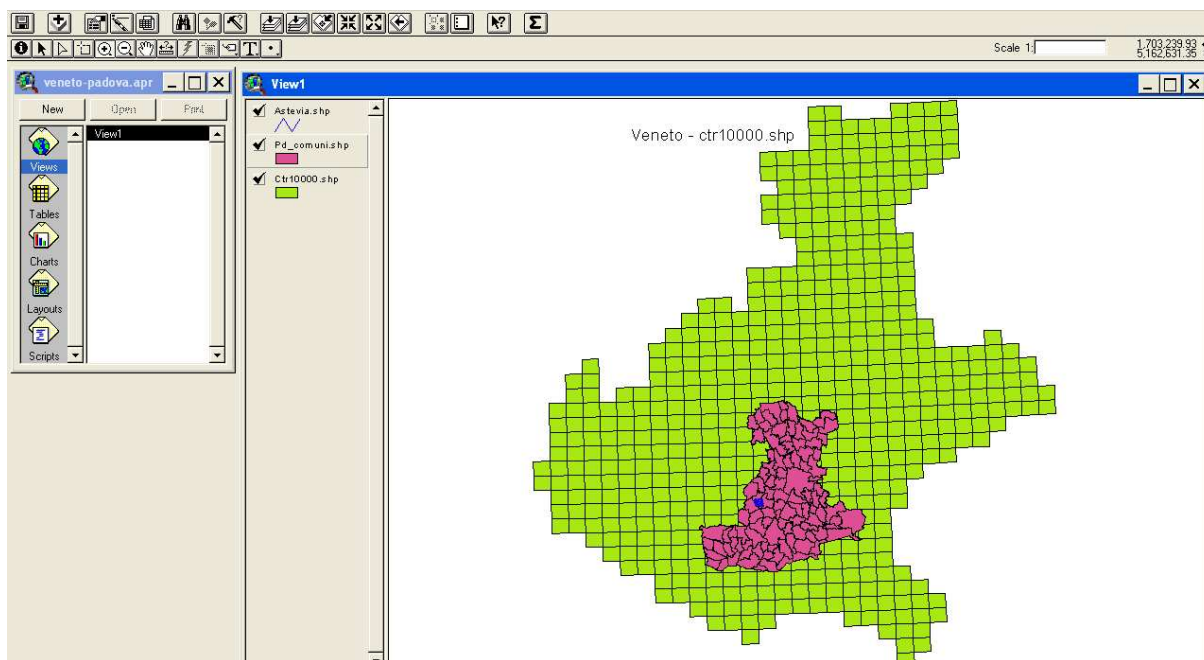 Scale 1:
1,703,239.93
5,162,631.35
veneto-padova.apr
New Open Print
View1
Views
Tables
Charts
Layouts
Scripts
View1
Astevia.shp
Pd_comuni.shp
Ctr10000.shp
Veneto - ctr10000.shp